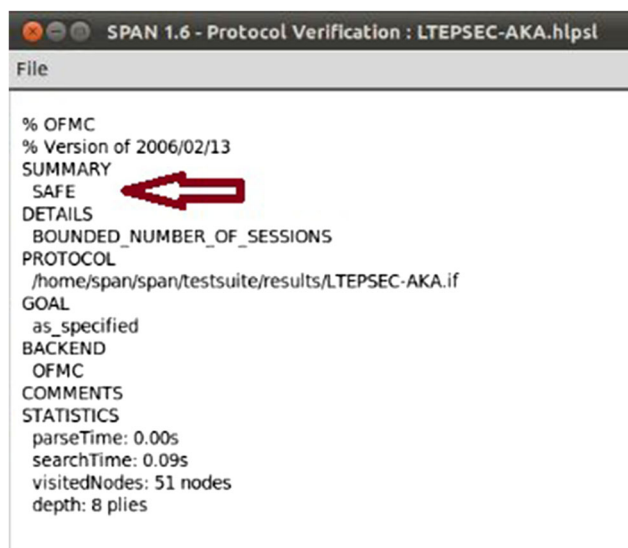 SPAN 1.6 - Protocol Verification : LTEPSEC-AKA.hlpsl
File
% OFMC
% Version of 2006/02/13
SUMMARY
SAFE
DETAILS
BOUNDED_NUMBER_OF_SESSIONS
PROTOCOL
/home/span/span/testsuite/results/LTEPSEC-AKA.if
GOAL
as_specified
BACKEND
OFMC
COMMENTS
STATISTICS
parseTime: 0.00s
searchTime: 0.09s
visitedNodes: 51 nodes
depth: 8 plies